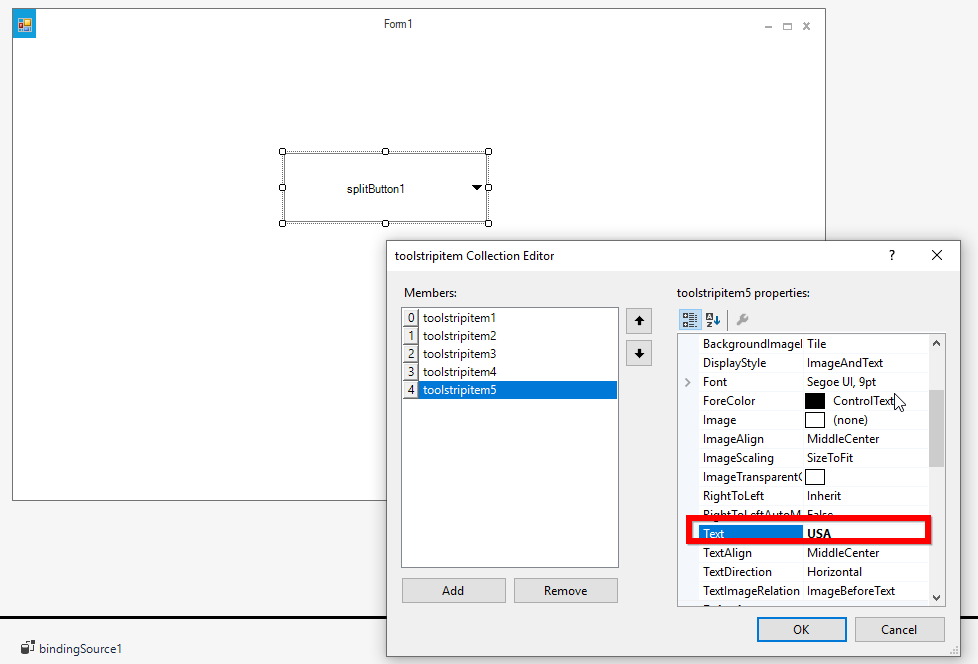 Form1
splitButton1
toolstripitem Collection Editor
?
Members:
0 toolstripitem1
1 toolstripitem2
2 toolstripitem3
3 toolstripitem4
4 toolstripitem5
Add Remove
toolstripitem5 properties:
BackgroundImageI Tile
DisplayStyle ImageAndText
Font Segoe UI, 9pt
ForeColor ControlText
Image (none)
ImageAlign MiddleCenter
ImageScaling SizeToFit
ImageTransparentC
RightToLeft Inherit
RightToLeftAutoM False
Text USA
TextAlign MiddleCenter
TextDirection Horizontal
TextImageRelation ImageBeforeText
OK Cancel
bindingSource1